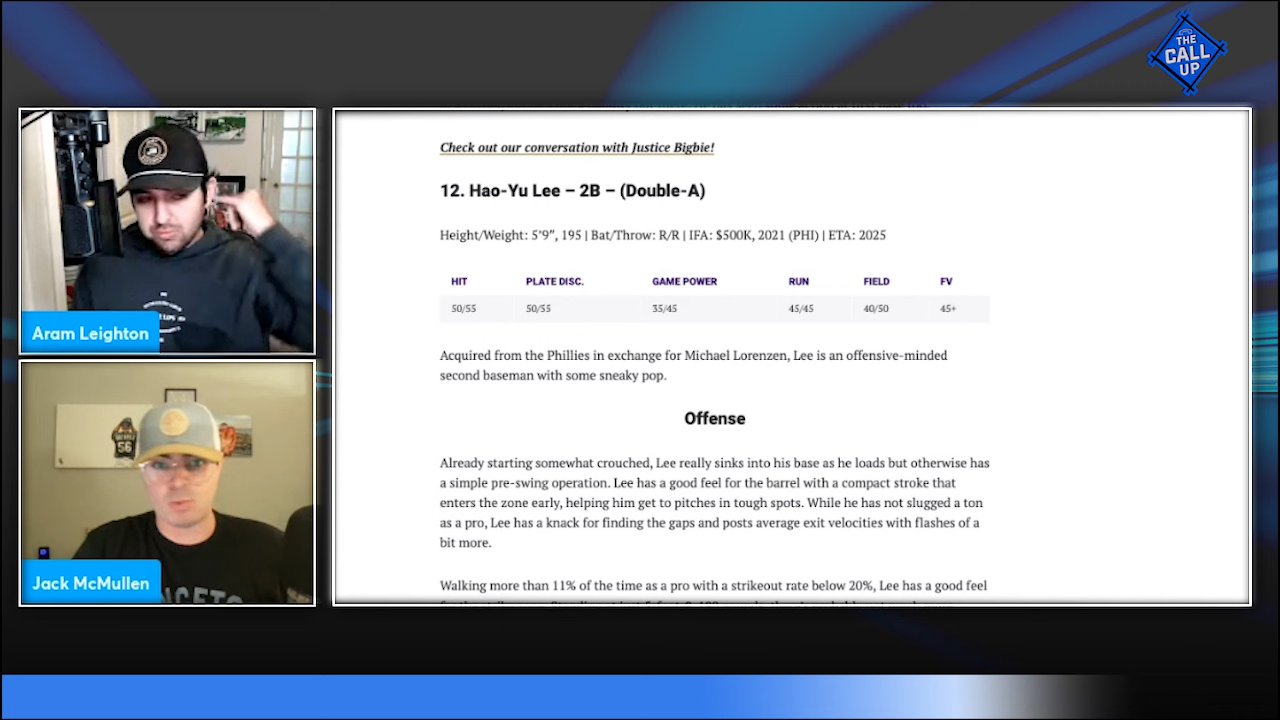 THE
CALL
UP
Check out our conversation with Justice Bigbie!
12. Hao-Yu Lee – 2B – (Double-A)
Height/Weight: 5’9”, 195 | Bat/Throw: R/R | IFA: $500K, 2021 (PHI) | ETA: 2025
HIT PLATE DISC. GAME POWER RUN FIELD FV
50/55 50/55 35/45 45/45 40/50 45+
Acquired from the Phillies in exchange for Michael Lorenzen, Lee is an offensive-minded
second baseman with some sneaky pop.
Offense
Already starting somewhat crouched, Lee really sinks into his base as he loads but otherwise has
a simple pre-swing operation. Lee has a good feel for the barrel with a compact stroke that
enters the zone early, helping him get to pitches in tough spots. While he has not slugged a ton
as a pro, Lee has a knack for finding the gaps and posts average exit velocities with flashes of a
bit more.
Walking more than 11% of the time as a pro with a strikeout rate below 20%, Lee has a good feel
Aram Leighton
56
Jack McMullen